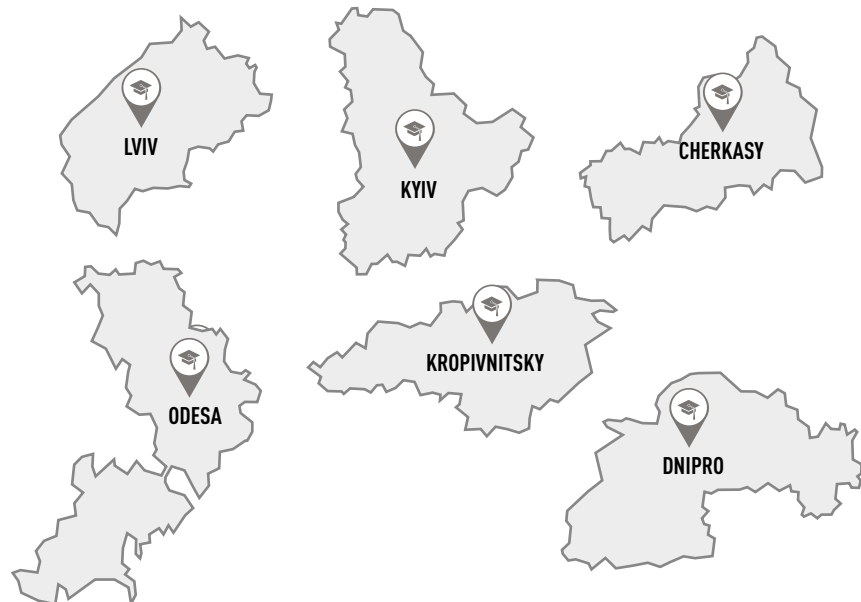 LVIV
KYIV
CHERKASY
ODESA
KROPIVNITSKY
DNIPRO